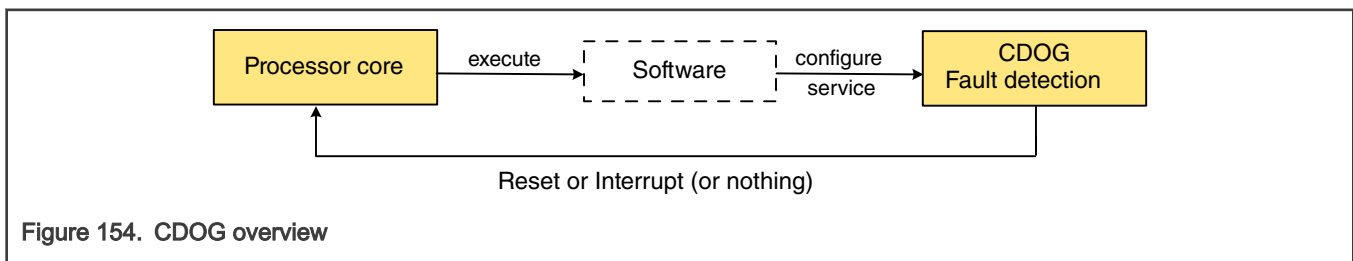 Processor core
execute
Software
configure
service
CDOG
Fault detection
Reset or Interrupt (or nothing)
Figure 154. CDOG overview